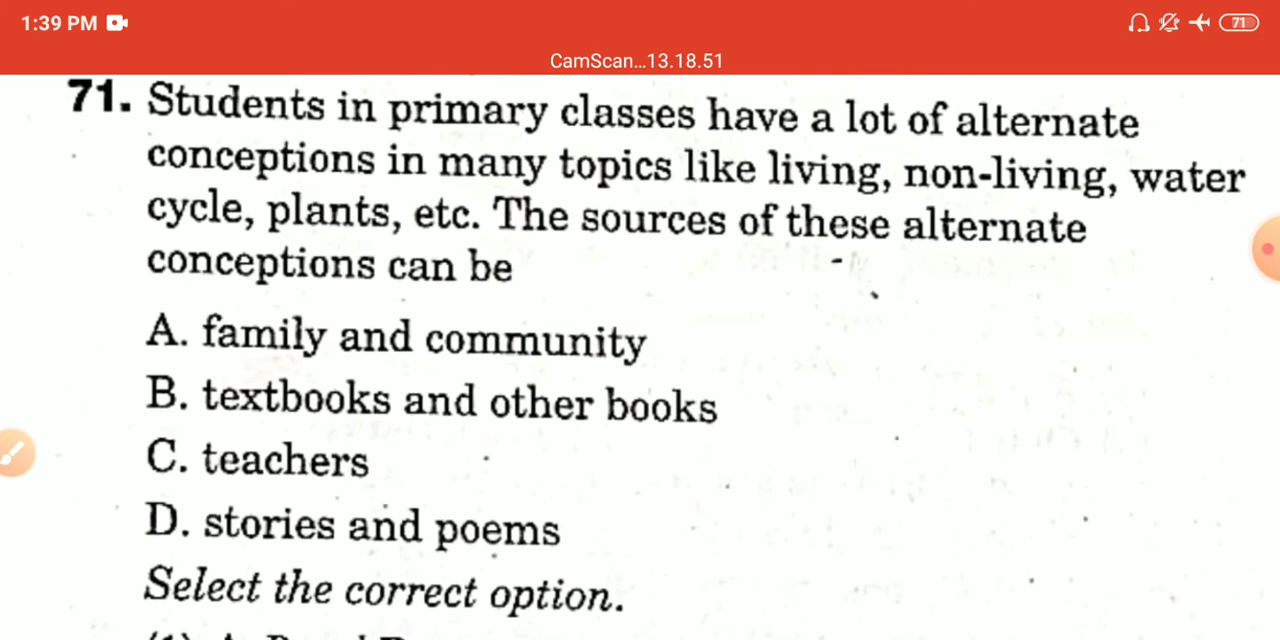 1:39 PM 71
CamScan...13.18.51
71. Students in primary classes have a lot of alternate
conceptions in many topics like living, non-living, water
cycle, plants, etc. The sources of these alternate
conceptions can be
A. family and community
B. textbooks and other books
C. teachers
D. stories and poems
Select the correct option.